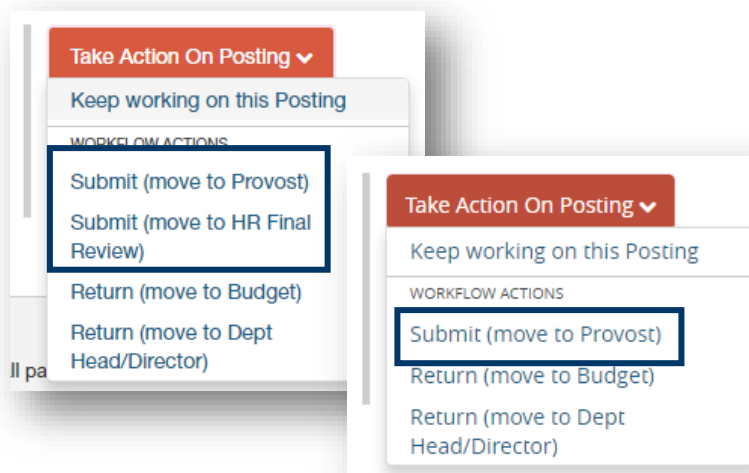 Take Action On Posting
Keep working on this Posting
WORKFLOW ACTIONS
Submit (move to Provost)
Submit (move to HR Final
Review)
Return (move to Budget)
Return (move to Dept
Head/Director)
ll pa
Take Action On Posting
Keep working on this Posting
WORKFLOW ACTIONS
Submit (move to Provost)
Return (move to Budget)
Return (move to Dept
Head/Director)